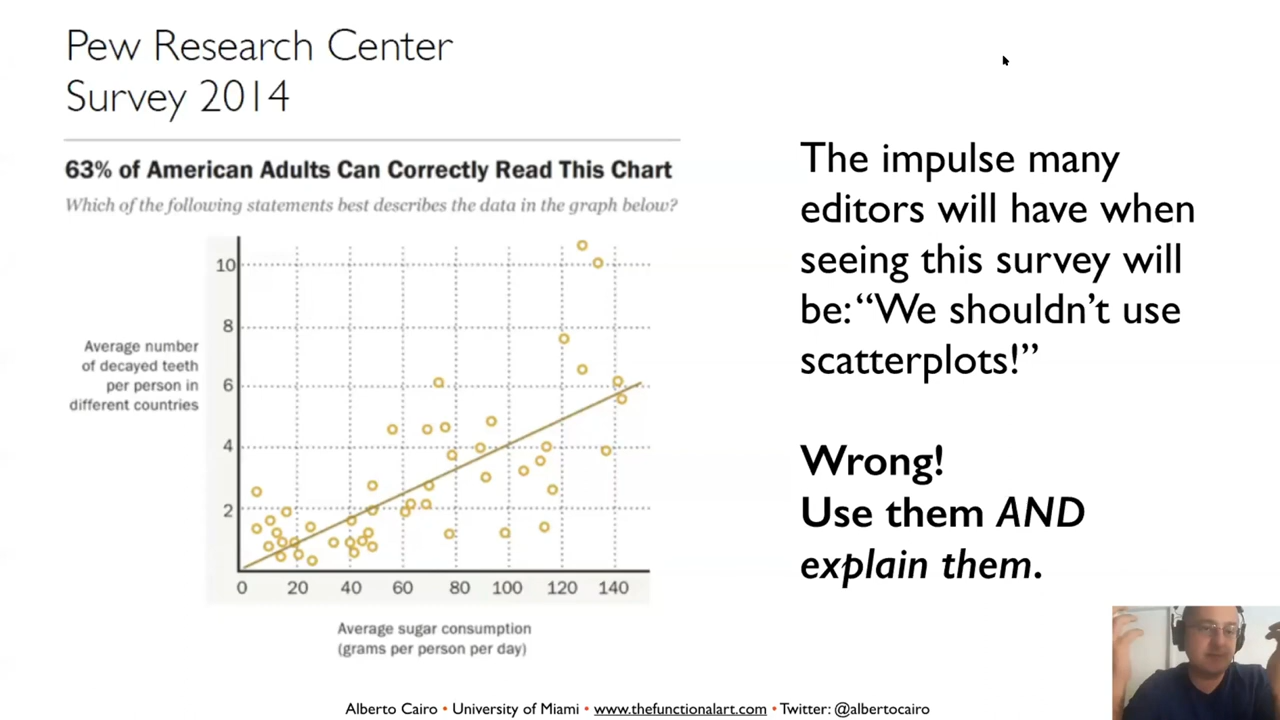 Pew Research Center
Survey 2014
63% of American Adults Can Correctly Read This Chart
Which of the following statements best describes the data in the graph below?
10
8
6
4
2
Average number
of decayed teeth
per person in
different countries
0 20 40 60 80 100 120 140
Average sugar consumption
(grams per person per day)
The impulse many
editors will have when
seeing this survey will
be: “We shouldn’t use
scatterplots!”
Wrong!
Use them AND
explain them.
Alberto Cairo • University of Miami • www.thefunctionalart.com • Twitter: @albertocairo